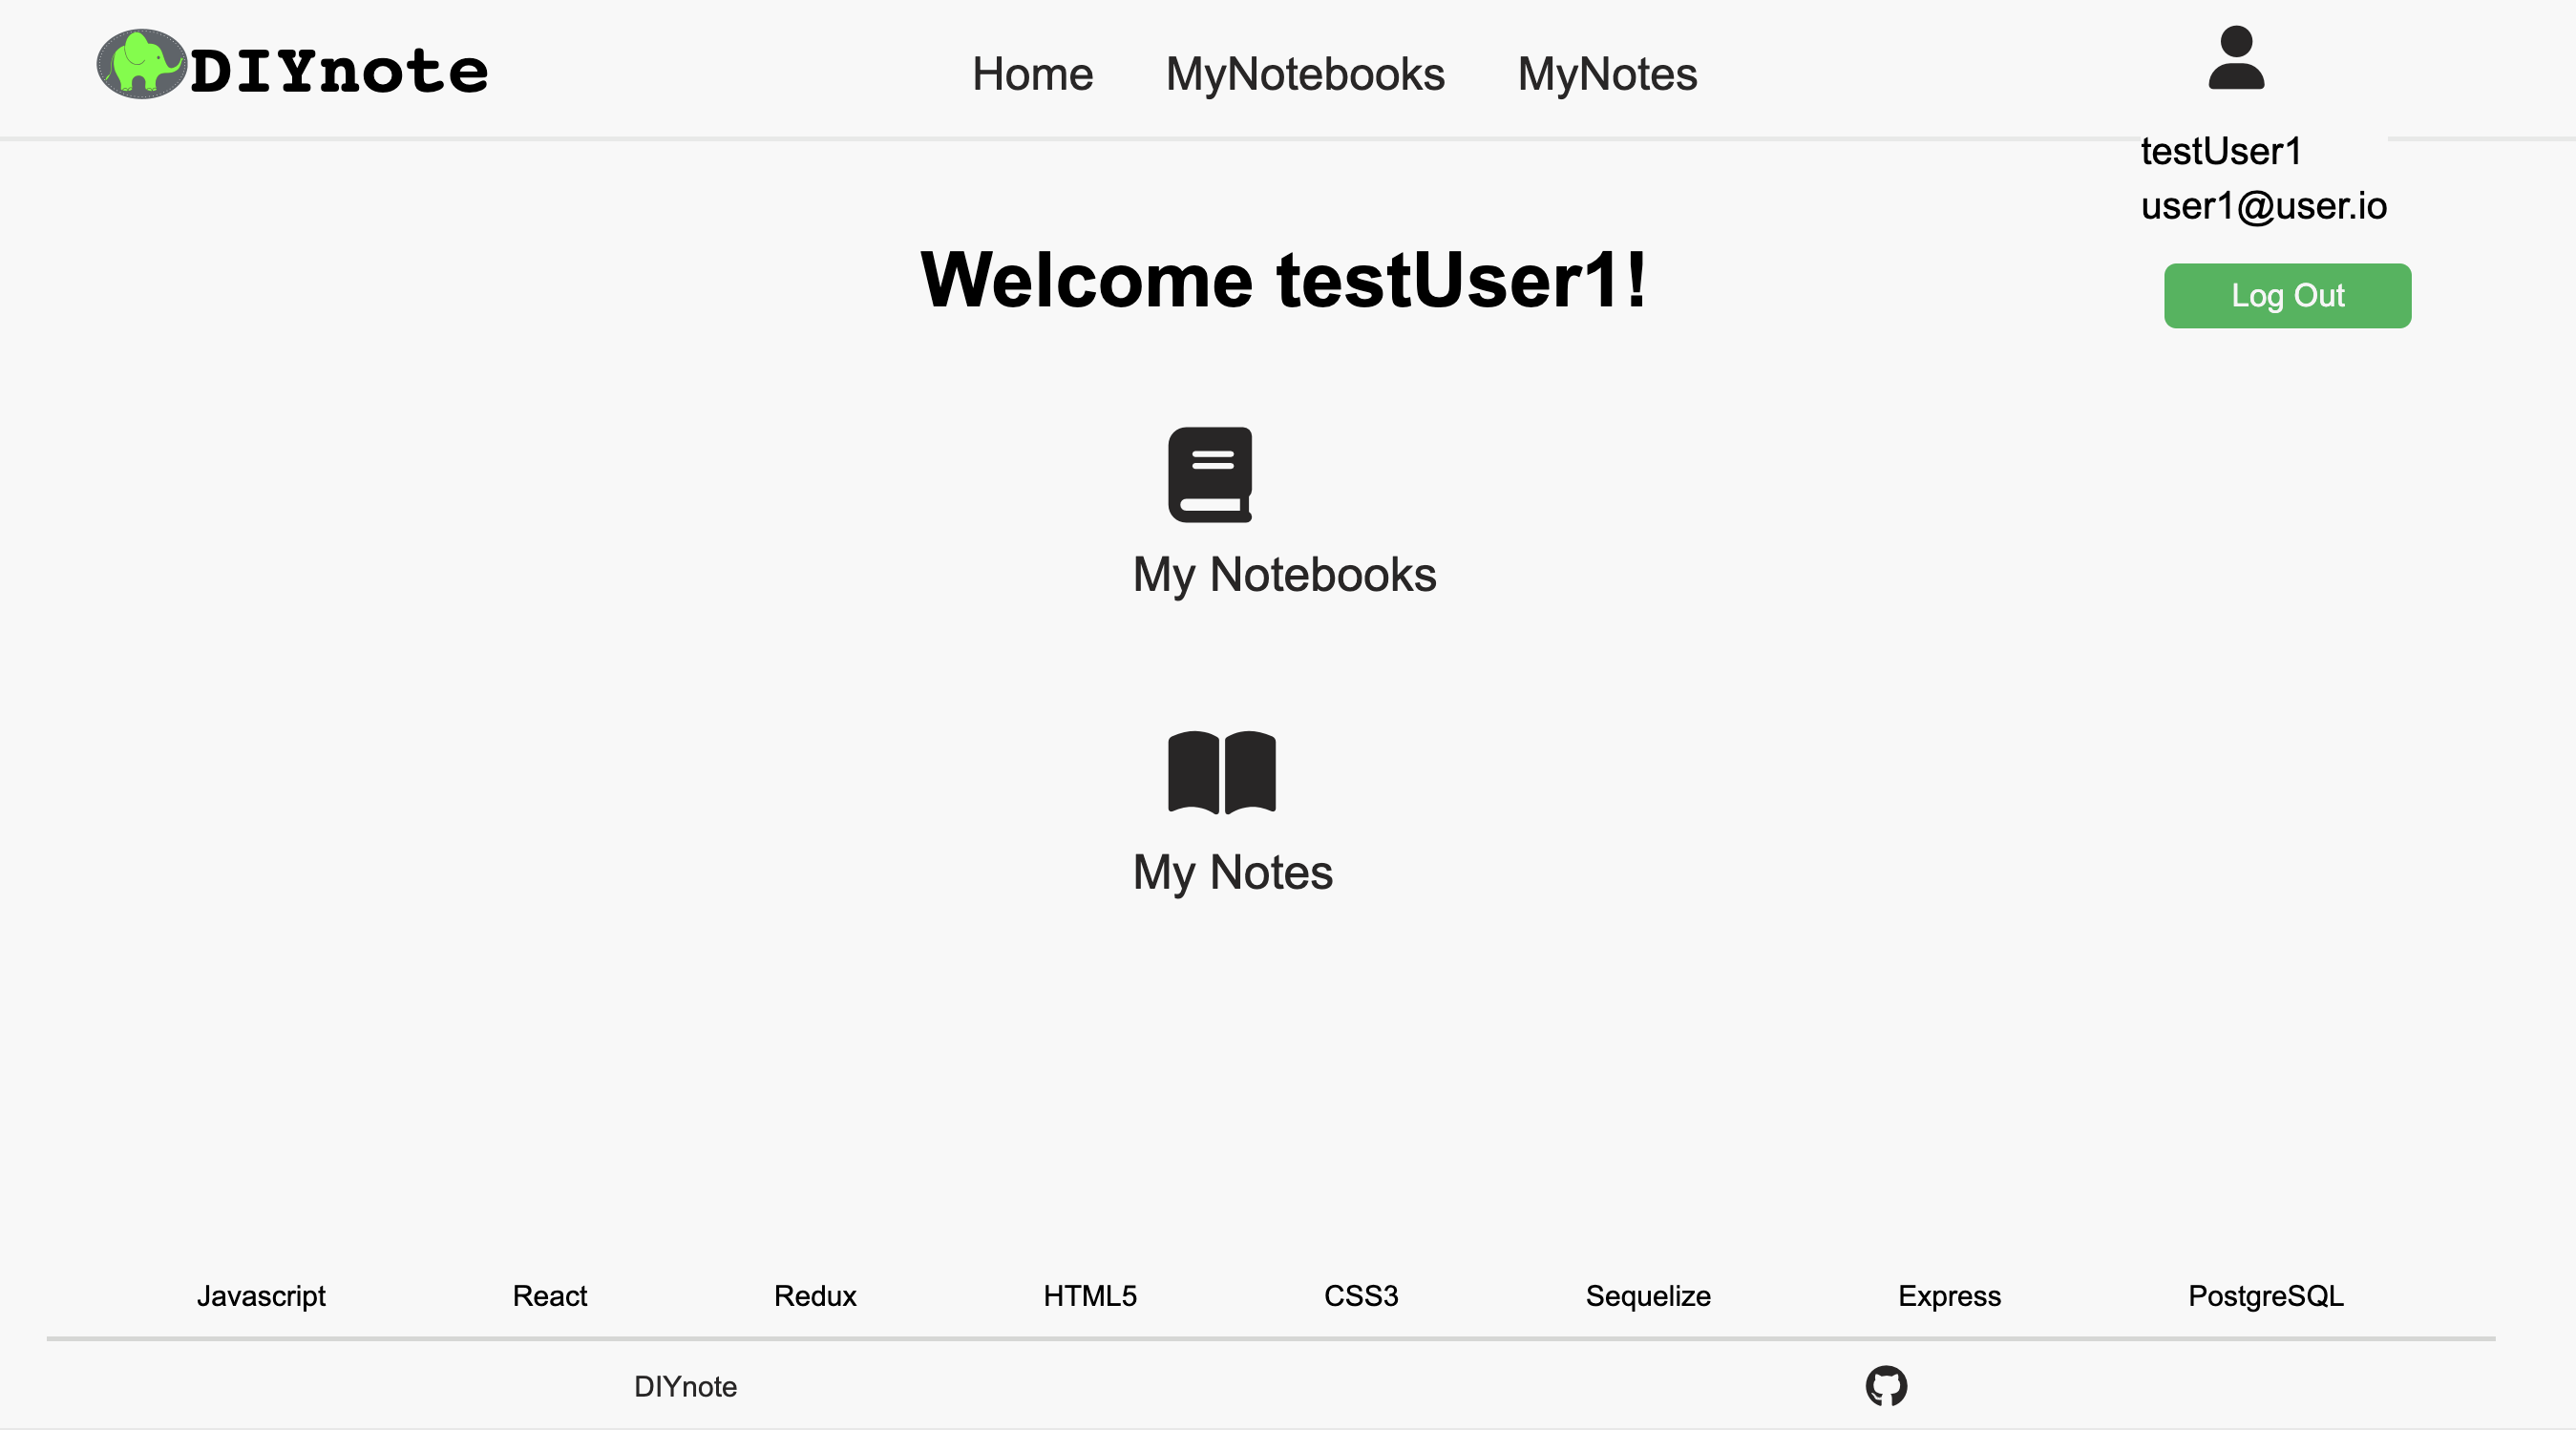 DIYnote
Home MyNotebooks MyNotes
testUser1
user1@user.io
Log Out
Welcome testUser1!
My Notebooks
My Notes
Javascript React Redux HTML5 CSS3 Sequelize Express PostgreSQL
DIYnote